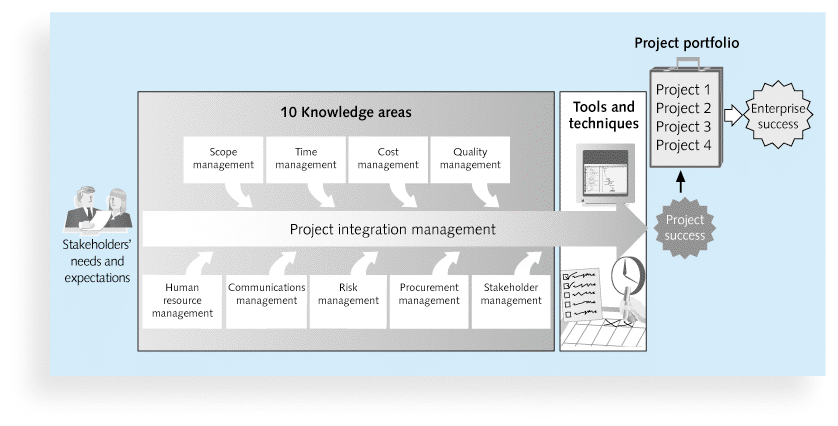 Project portfolio
Project 1
Project 2
Project 3
Project 4
Enterprise
success
10 Knowledge areas
Tools and
techniques
Scope
management
Time
management
Cost
management
Quality
management
Stakeholders'
needs and
expectations
Project integration management
Project
success
Human
resource
management
Communications
management
Risk
management
Procurement
management
Stakeholder
management